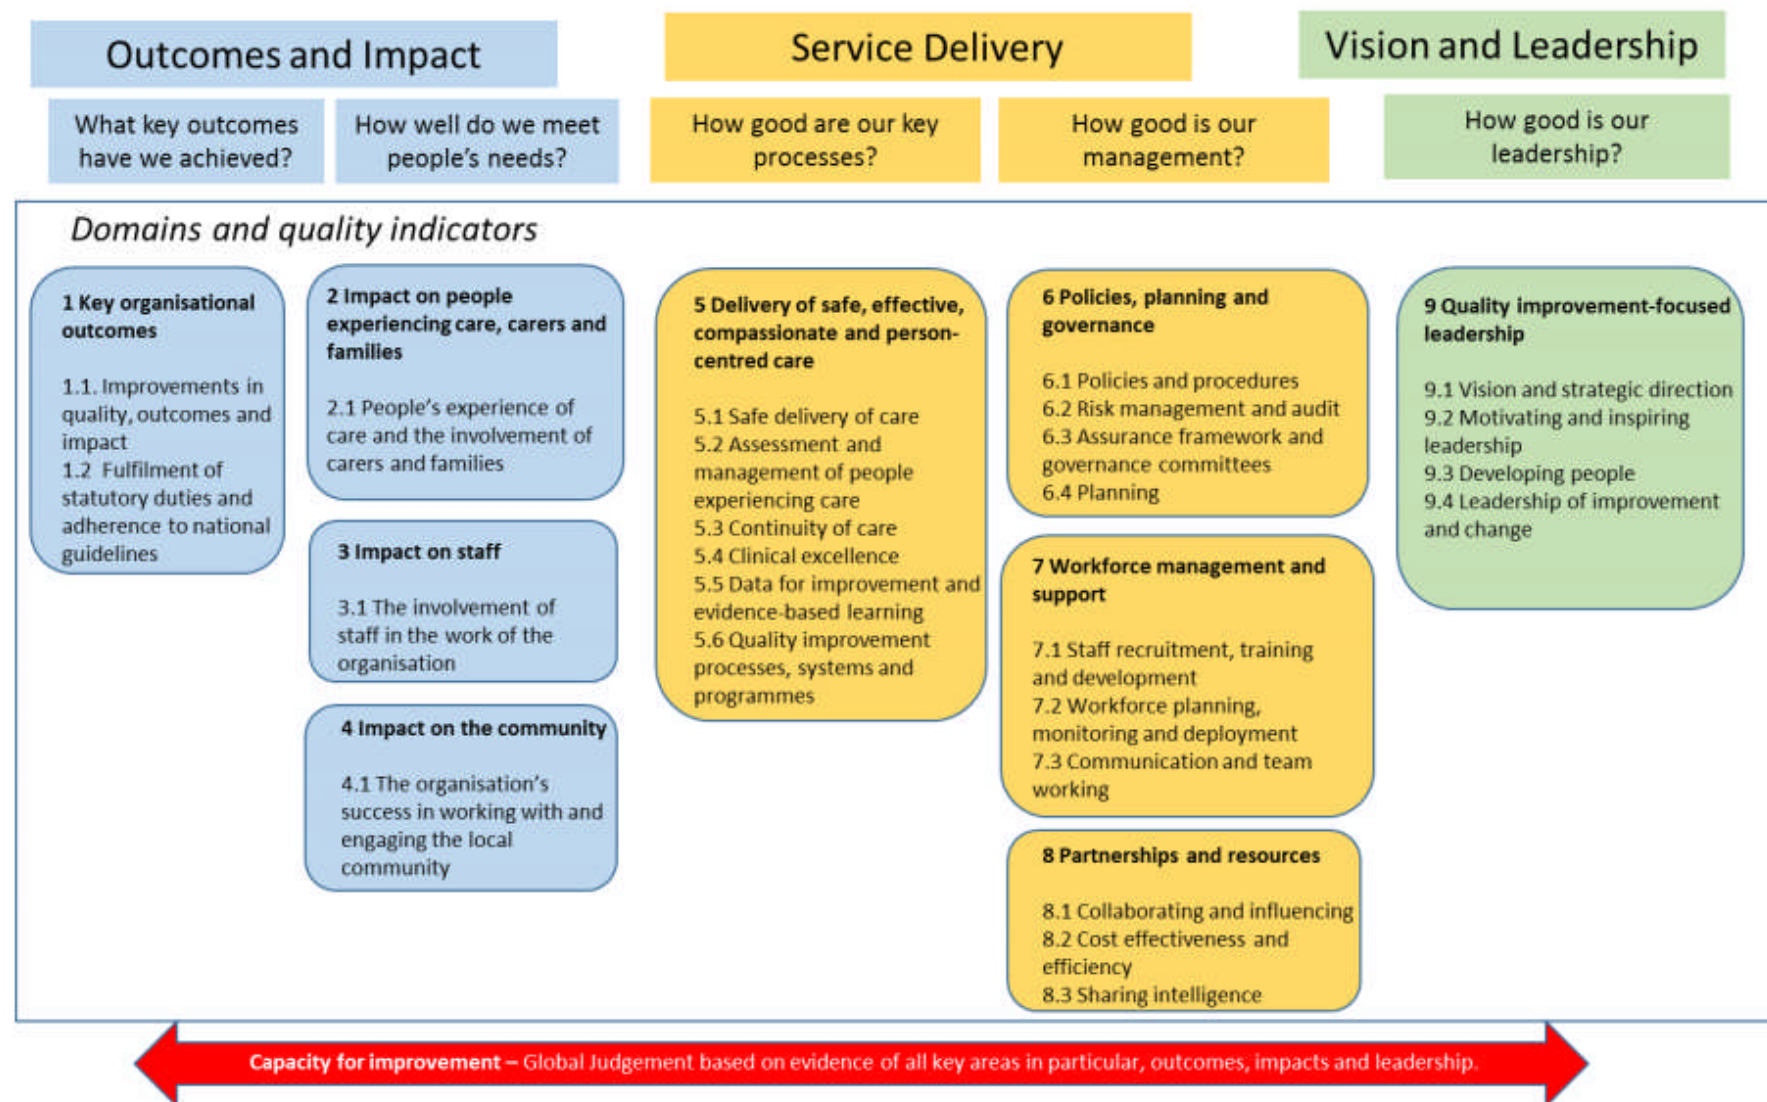 Outcomes and Impact
Service Delivery
Vision and Leadership
What key outcomes
have we achieved?
How well do we meet
people's needs?
How good are our key
processes?
How good is our
management?
How good is our
leadership?
Domains and quality indicators
1 Key organisational
outcomes
1.1. Improvements in
quality, outcomes and
impact
1.2 Fulfilment of
statutory duties and
adherence to national
guidelines
2 Impact on people
experiencing care, carers and
families
2.1 People's experience of
care and the involvement of
carers and families
3 Impact on staff
3.1 The involvement of
staff in the work of the
organisation
4 Impact on the community
4.1 The organisation's
success in working with and
engaging the local
community
5 Delivery of safe, effective,
compassionate and person-
centred care
5.1 Safe delivery of care
5.2 Assessment and
management of people
experiencing care
5.3 Continuity of care
5.4 Clinical excellence
5.5 Data for improvement and
evidence-based learning
5.6 Quality improvement
processes, systems and
programmes
6 Policies, planning and
governance
6.1 Policies and procedures
6.2 Risk management and audit
6.3 Assurance framework and
governance committees
6.4 Planning
7 Workforce management and
support
7.1 Staff recruitment, training
and development
7.2 Workforce planning,
monitoring and deployment
7.3 Communication and team
working
8 Partnerships and resources
8.1 Collaborating and influencing
8.2 Cost effectiveness and
efficiency
8.3 Sharing intelligence
9 Quality improvement-focused
leadership
9.1 Vision and strategic direction
9.2 Motivating and inspiring
leadership
9.3 Developing people
9.4 Leadership of improvement
and change
Capacity for improvement – Global Judgement based on evidence of all key areas in particular, outcomes, impacts and leadership.